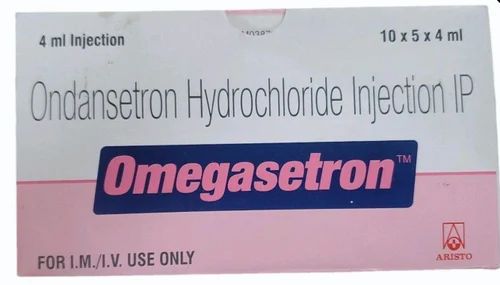 4 ml Injection
10 x 5 x 4 ml
Ondansetron Hydrochloride Injection IP
Omegasetron™
FOR I.M./I.V. USE ONLY
ARISTO